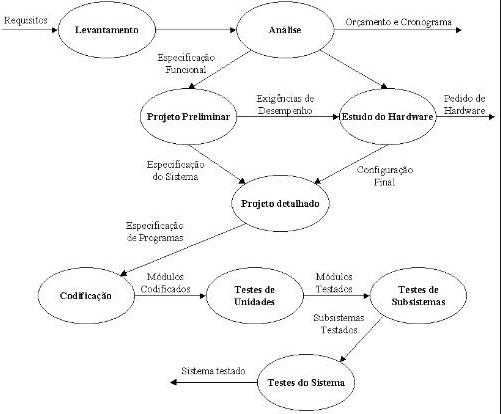 Requisitos
Levantamento
Análise
Orçamento e Cronograma
Especificação
Funcional
Projeto Preliminar
Exigências de
Desempenho
Estudo do Hardware
Pedido de
Hardware
Especificação
do Sistema
Configuração
Final
Projeto detalhado
Especificação
de Programas
Codificação
Módulos
Codificados
Testes de
Unidades
Módulos
Testados
Testes de
Subsistemas
Subsistemas
Testados
Sistema testado
Testes do Sistema